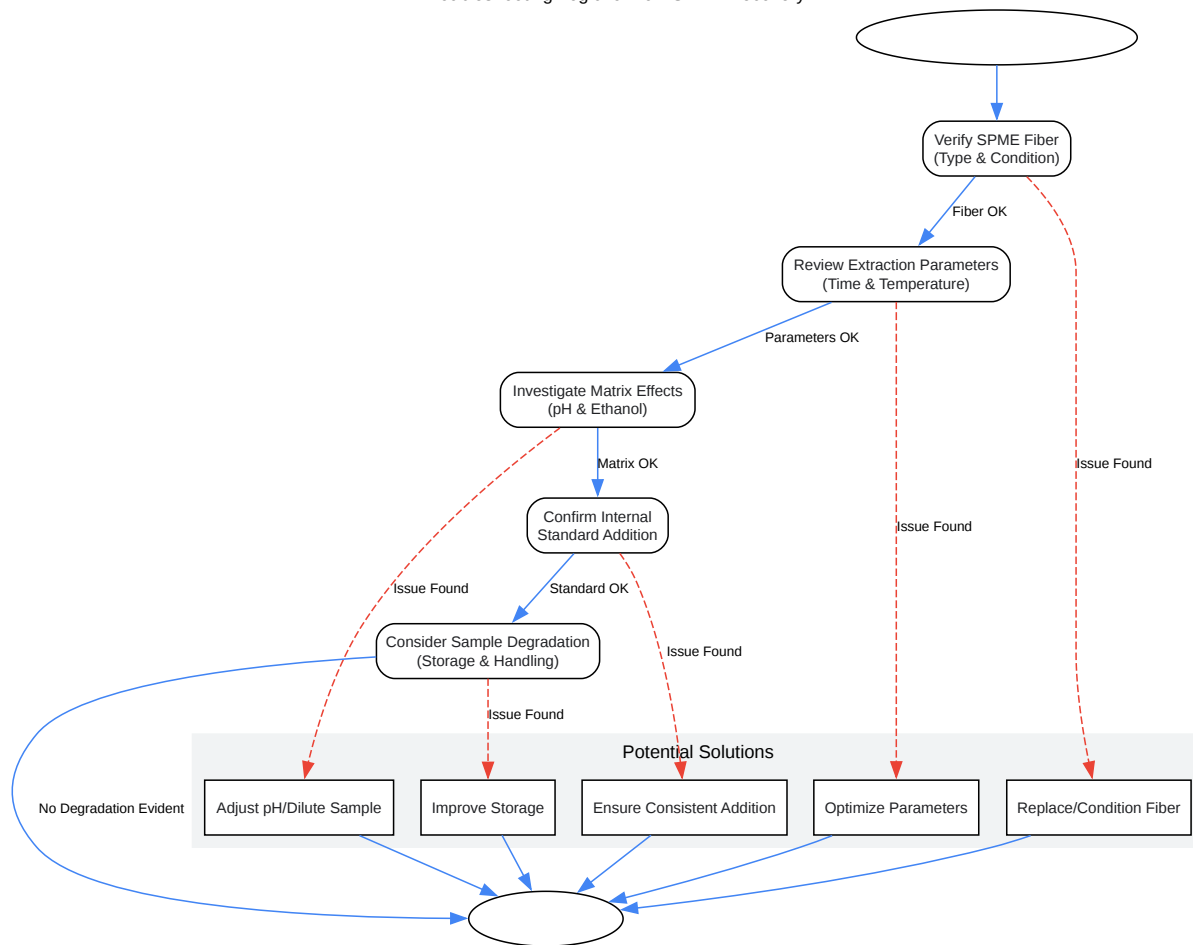 Verify SPME Fiber
(Type & Condition)
Fiber OK
Review Extraction Parameters
(Time & Temperature)
Parameters OK
Investigate Matrix Effects
(pH & Ethanol)
Matrix OK
Issue Found
Confirm Internal
Standard Addition
Issue Found
Issue Found
Standard OK
Consider Sample Degradation
(Storage & Handling)
Issue Found
Issue Found
Potential Solutions
No Degradation Evident
Adjust pH/Dilute Sample
Improve Storage
Ensure Consistent Addition
Optimize Parameters
Replace/Condition Fiber